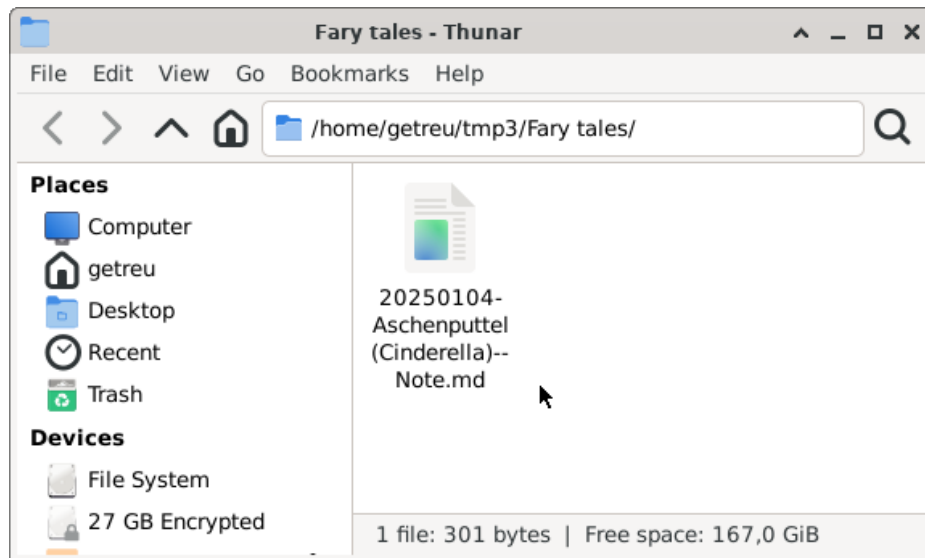 Fary tales - Thunar
File Edit View Go Bookmarks Help
/home/getreu/tmp3/Fary tales/
Places
Computer
getreu
Desktop
Recent
Trash
Devices
File System
27 GB Encrypted
20250104-
Aschenputtel
(Cinderella)--
Note.md
1 file: 301 bytes | Free space: 167,0 GiB